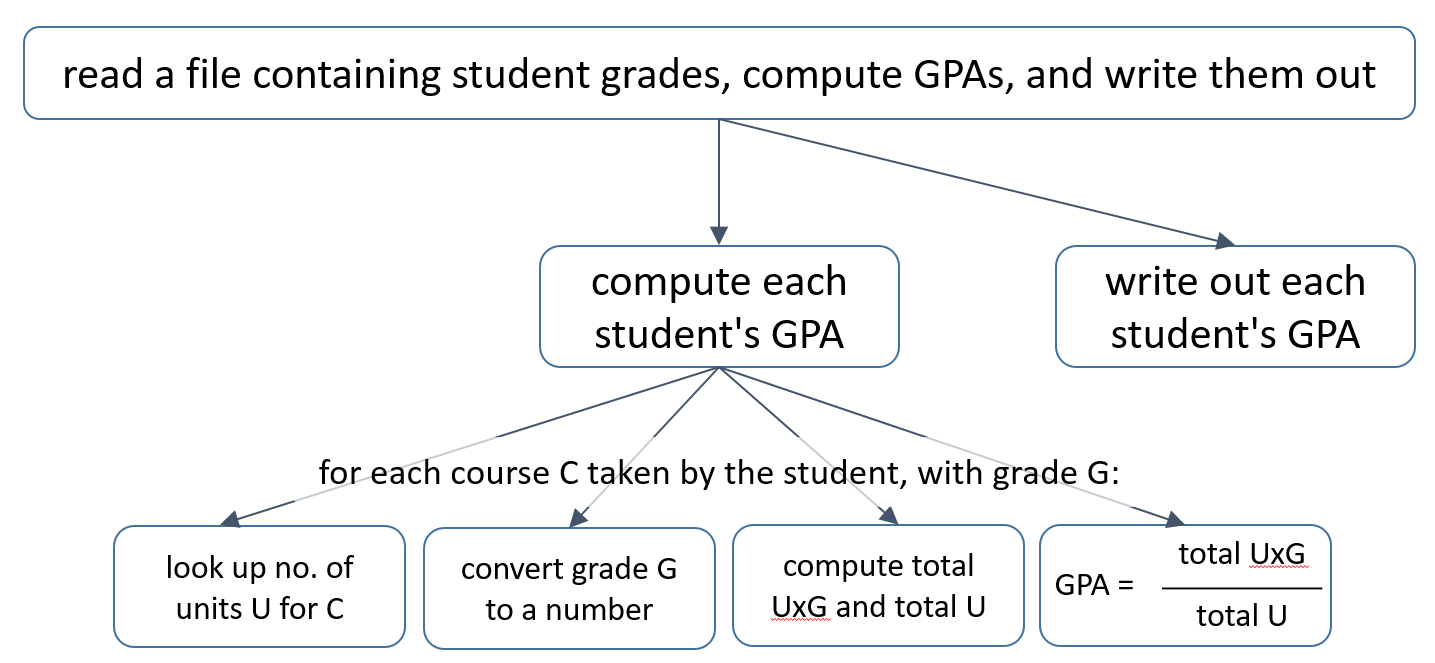 read a file containing student grades, compute GPAs, and write them out
compute each
student's GPA
write out each
student's GPA
for each course C taken by the student, with grade G:
look up no. of
units U for C
convert grade G
to a number
compute total
UxG and total U
GPA =
total UxG
total U